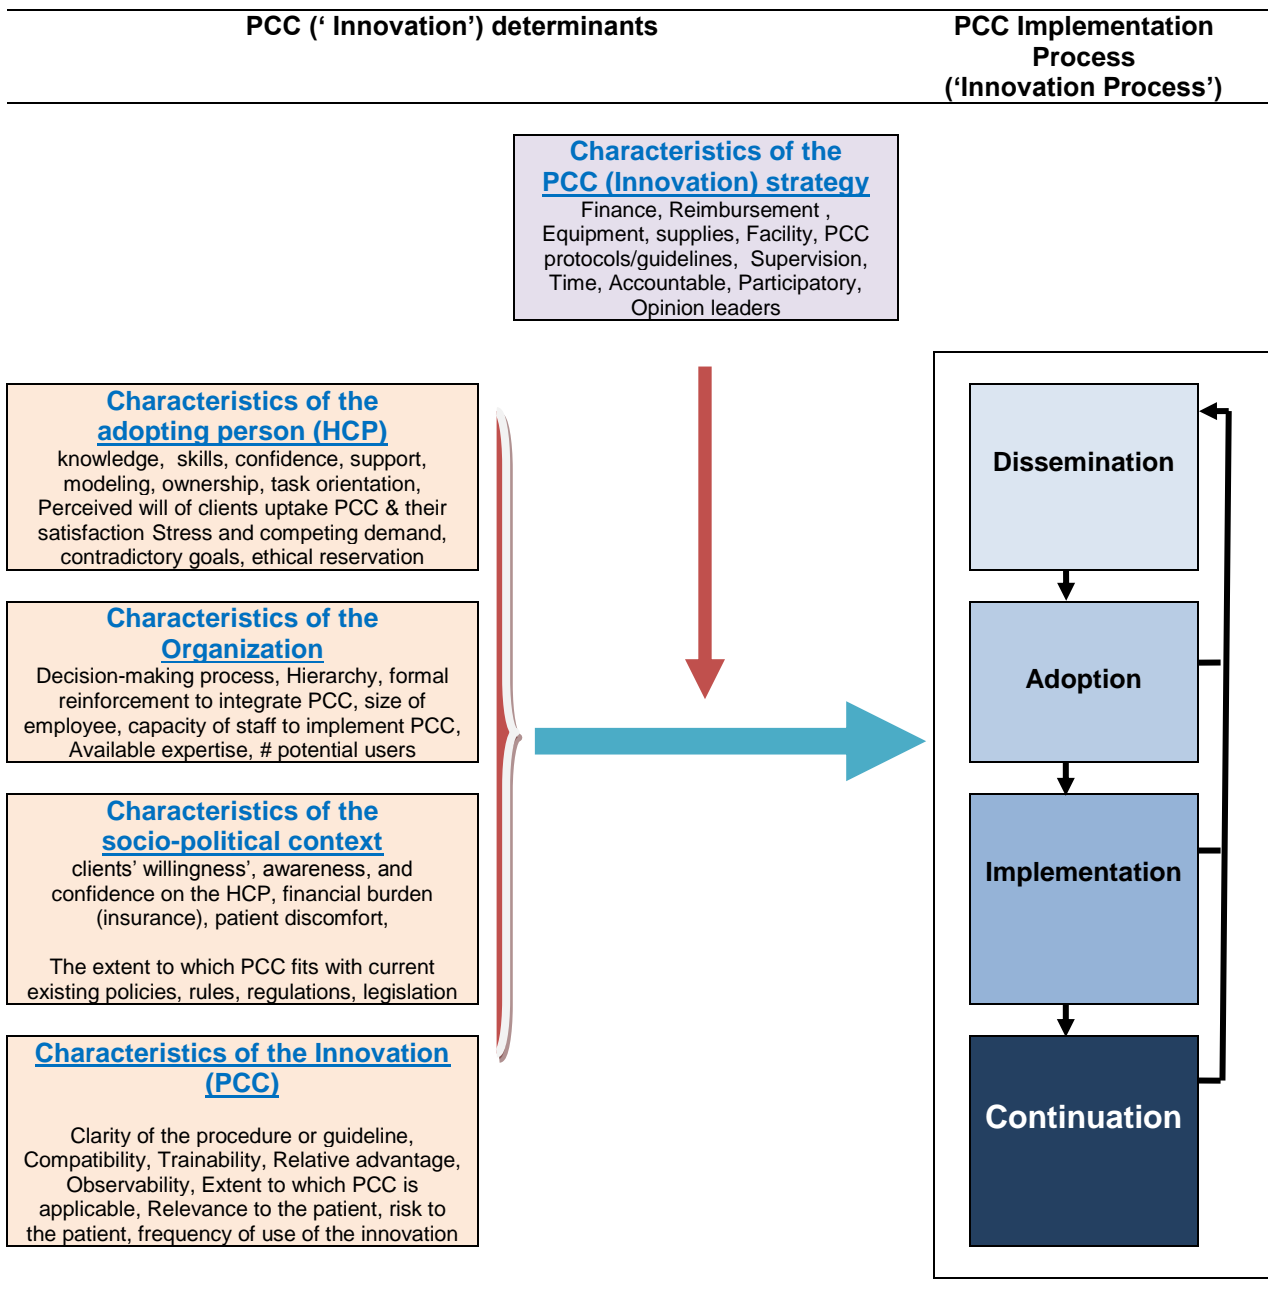 PCC (‘ Innovation’) determinants
PCC Implementation
Process
(‘Innovation Process’)
Characteristics of the
PCC (Innovation) strategy
Finance, Reimbursement ,
Equipment, supplies, Facility, PCC
protocols/guidelines,  Supervision,
Time, Accountable, Participatory,
Opinion leaders
Characteristics of the
adopting person (HCP)
knowledge,  skills, confidence, support,
modeling, ownership, task orientation,
Perceived will of clients uptake PCC & their
satisfaction Stress and competing demand,
contradictory goals, ethical reservation
Characteristics of the
Organization
Decision-making process, Hierarchy, formal
reinforcement to integrate PCC, size of
employee, capacity of staff to implement PCC,
Available expertise, # potential users
Characteristics of the
socio-political context
clients’ willingness’, awareness, and
confidence on the HCP, financial burden
(insurance), patient discomfort,
The extent to which PCC fits with current
existing policies, rules, regulations, legislation
Characteristics of the Innovation
(PCC)
Clarity of the procedure or guideline,
Compatibility, Trainability, Relative advantage,
Observability, Extent to which PCC is
applicable, Relevance to the patient, risk to
the patient, frequency of use of the innovation
Dissemination
Adoption
Implementation
Continuation